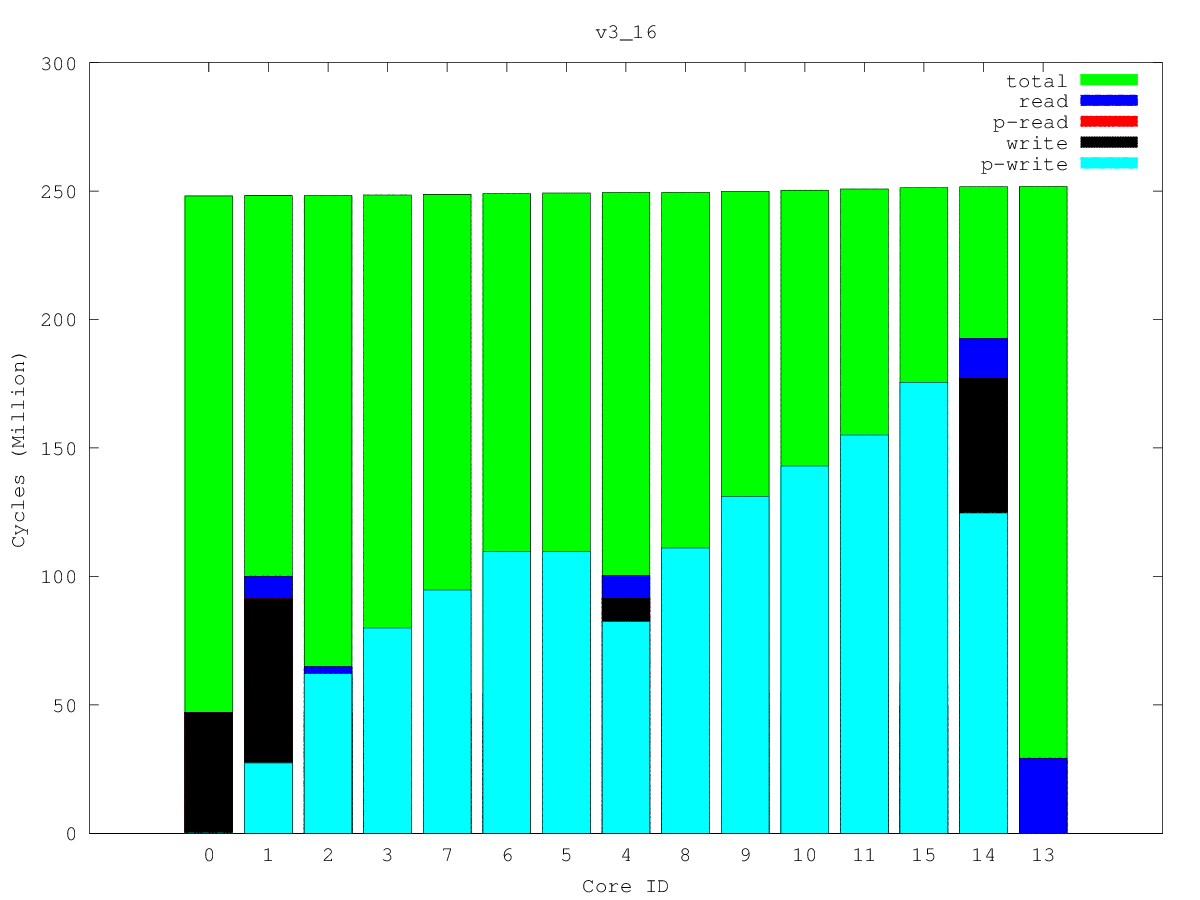 v3_16
300
250
200
150
100
50
0
Cycles (Million)
total
read
p-read
write
p-write
0 1 2 3 7 6 5 4 8 9 10 11 15 14 13
Core ID